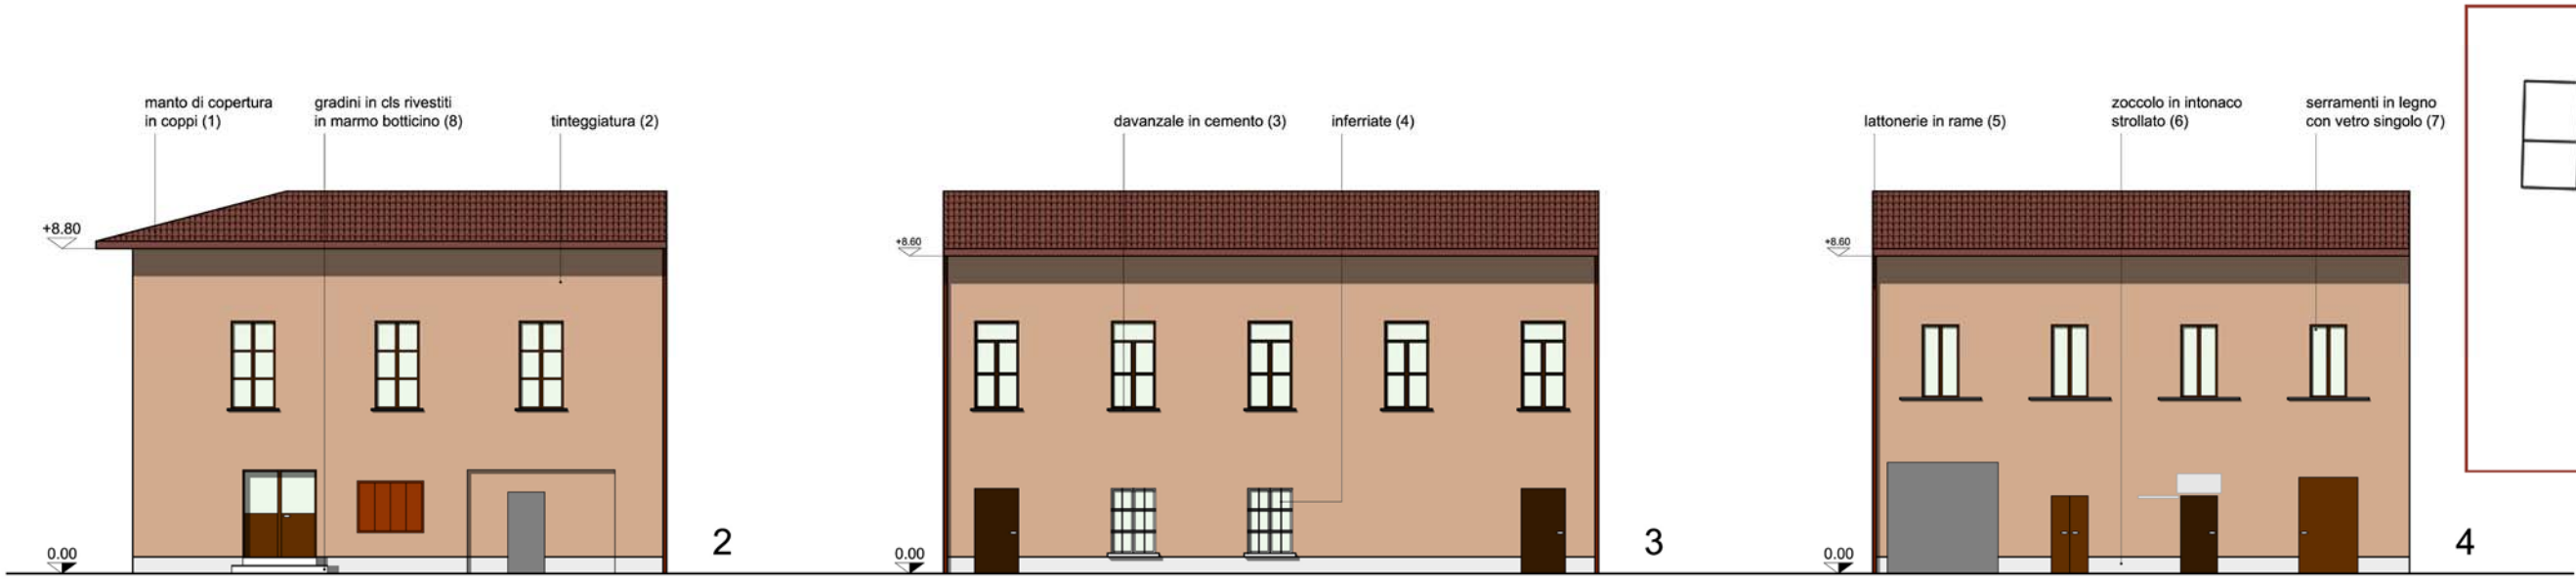 manto di copertura
in coppi (1)
gradini in cls rivestiti
in marmo botticino (8)
tinteggiatura (2)
+8.80
0.00
2
davanzale in cemento (3)
inferriate (4)
+8.60
0.00
3
lattonerie in rame (5)
zoccolo in intonaco
strollato (6)
serramenti in legno
con vetro singolo (7)
+8.60
0.00
4